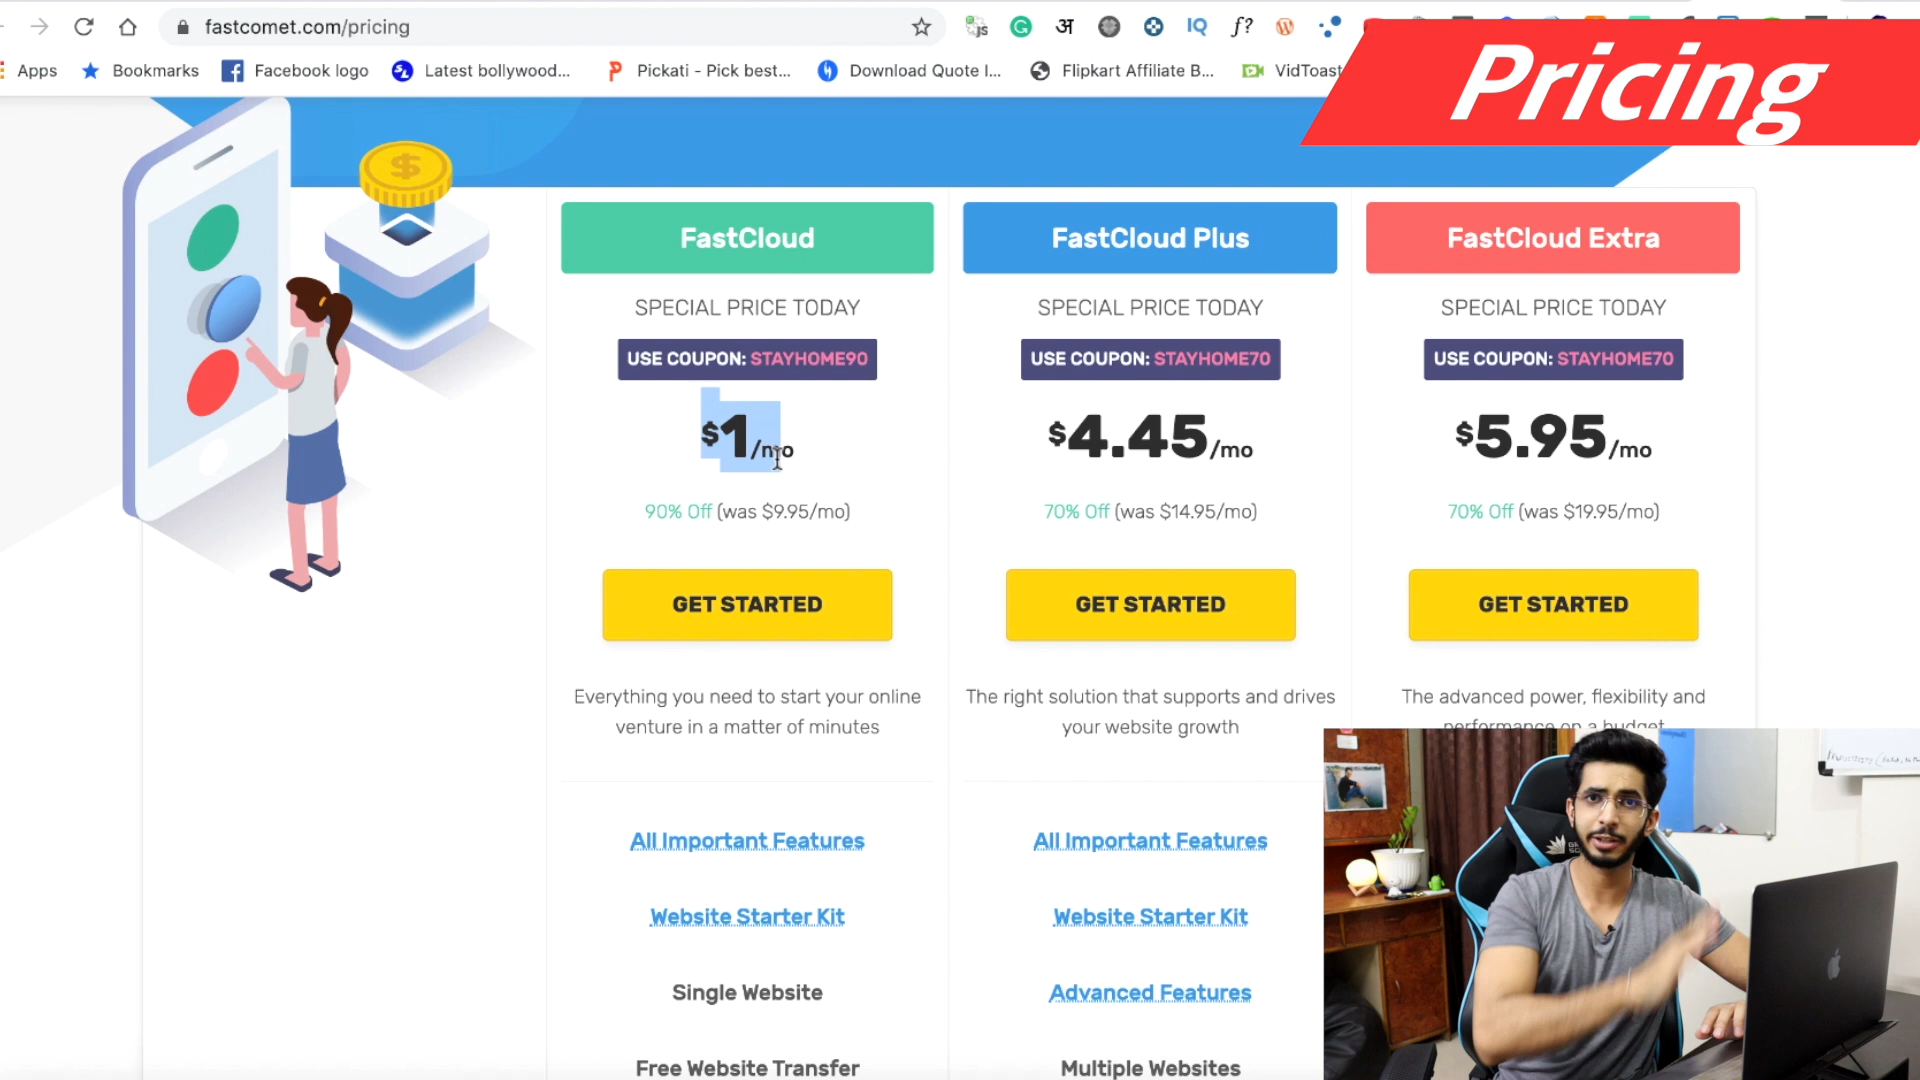 fastcomet.com/pricing
अ
IQ
f?
Apps
Bookmarks
Facebook logo
Latest bollywood...
Pickati - Pick best...
Download Quote I...
Flipkart Affiliate B...
VidToast
Pricing
FastCloud
SPECIAL PRICE TODAY
USE COUPON: STAYHOME90
$1/mo
90% Off (was $9.95/mo)
GET STARTED
Everything you need to start your online
venture in a matter of minutes
All Important Features
Website Starter Kit
Single Website
Free Website Transfer
FastCloud Plus
SPECIAL PRICE TODAY
USE COUPON: STAYHOME70
$4.45/mo
70% Off (was $14.95/mo)
GET STARTED
The right solution that supports and drives
your website growth
All Important Features
Website Starter Kit
Advanced Features
Multiple Websites
FastCloud Extra
SPECIAL PRICE TODAY
USE COUPON: STAYHOME70
$5.95/mo
70% Off (was $19.95/mo)
GET STARTED
The advanced power, flexibility and
performance on a budget